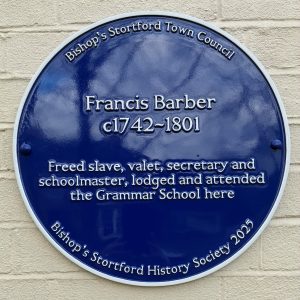 Bishop's Stortford Town Council
Francis Barber
c1742~1801
Freed slave, valet, secretary and
schoolmaster, lodged and attended
the Grammar School here
Bishop's Stortford History Society 2025